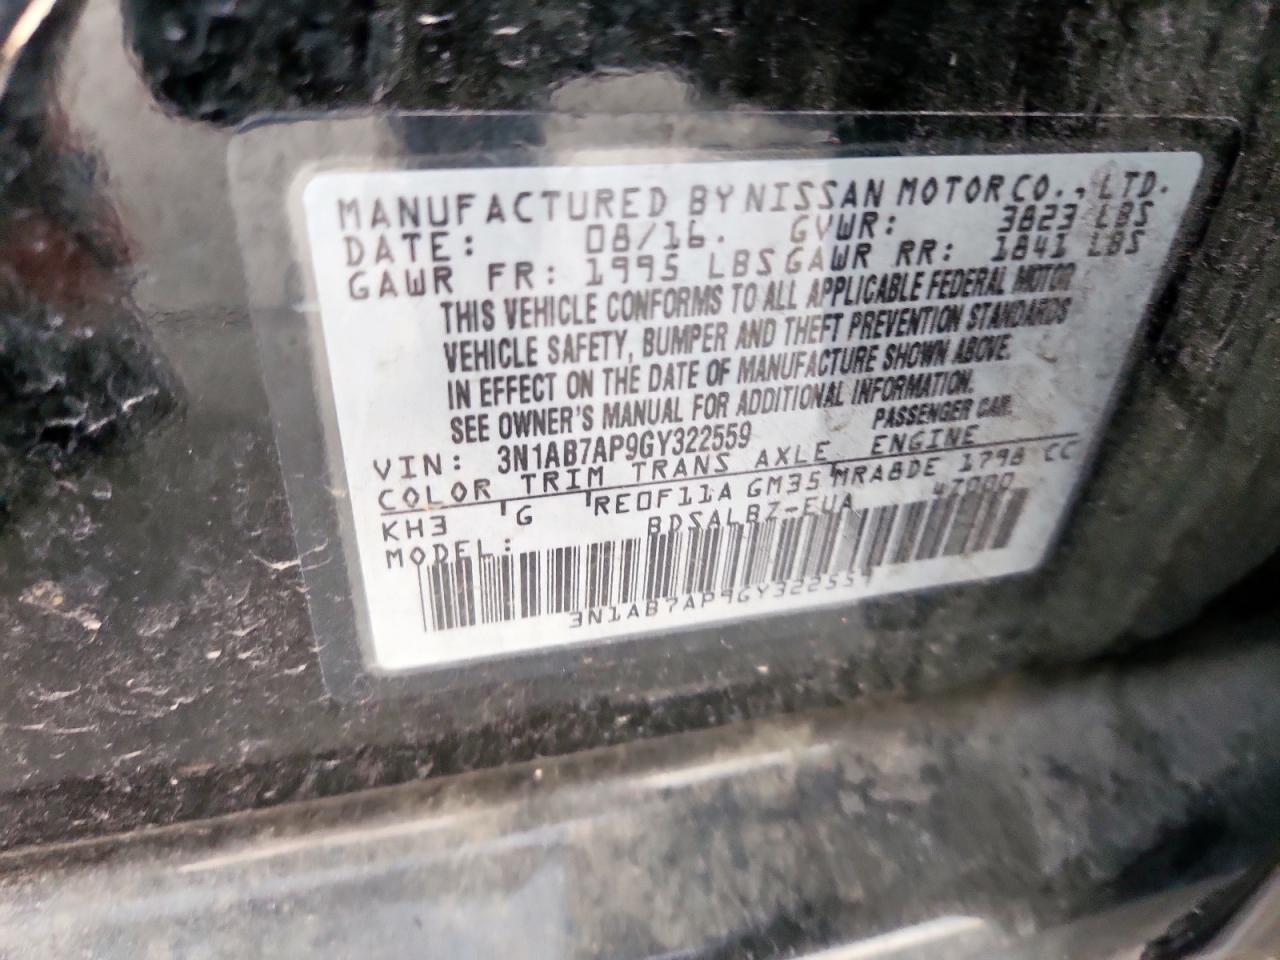 MANUFACTURED BY NISSAN MOTOR CO., LTD.
DATE: 08/16. GVWR: 3823 LBS
GAWR FR: 1995 LBS GAWR RR: 1841 LBS
THIS VEHICLE CONFORMS TO ALL APPLICABLE FEDERAL MOTOR
VEHICLE SAFETY, BUMPER AND THEFT PREVENTION STANDARDS
IN EFFECT ON THE DATE OF MANUFACTURE SHOWN ABOVE.
SEE OWNER'S MANUAL FOR ADDITIONAL INFORMATION.
VIN: 3N1AB7AP9GY322559 PASSENGER CAR.
COLOR TRIM TRANS AXLE ENGINE
KH3 G RE0F11A GM35 MRA8DE 1798 CC
MODEL: BDSALBZ-EUA 47000
3N1AB7AP9GY322559